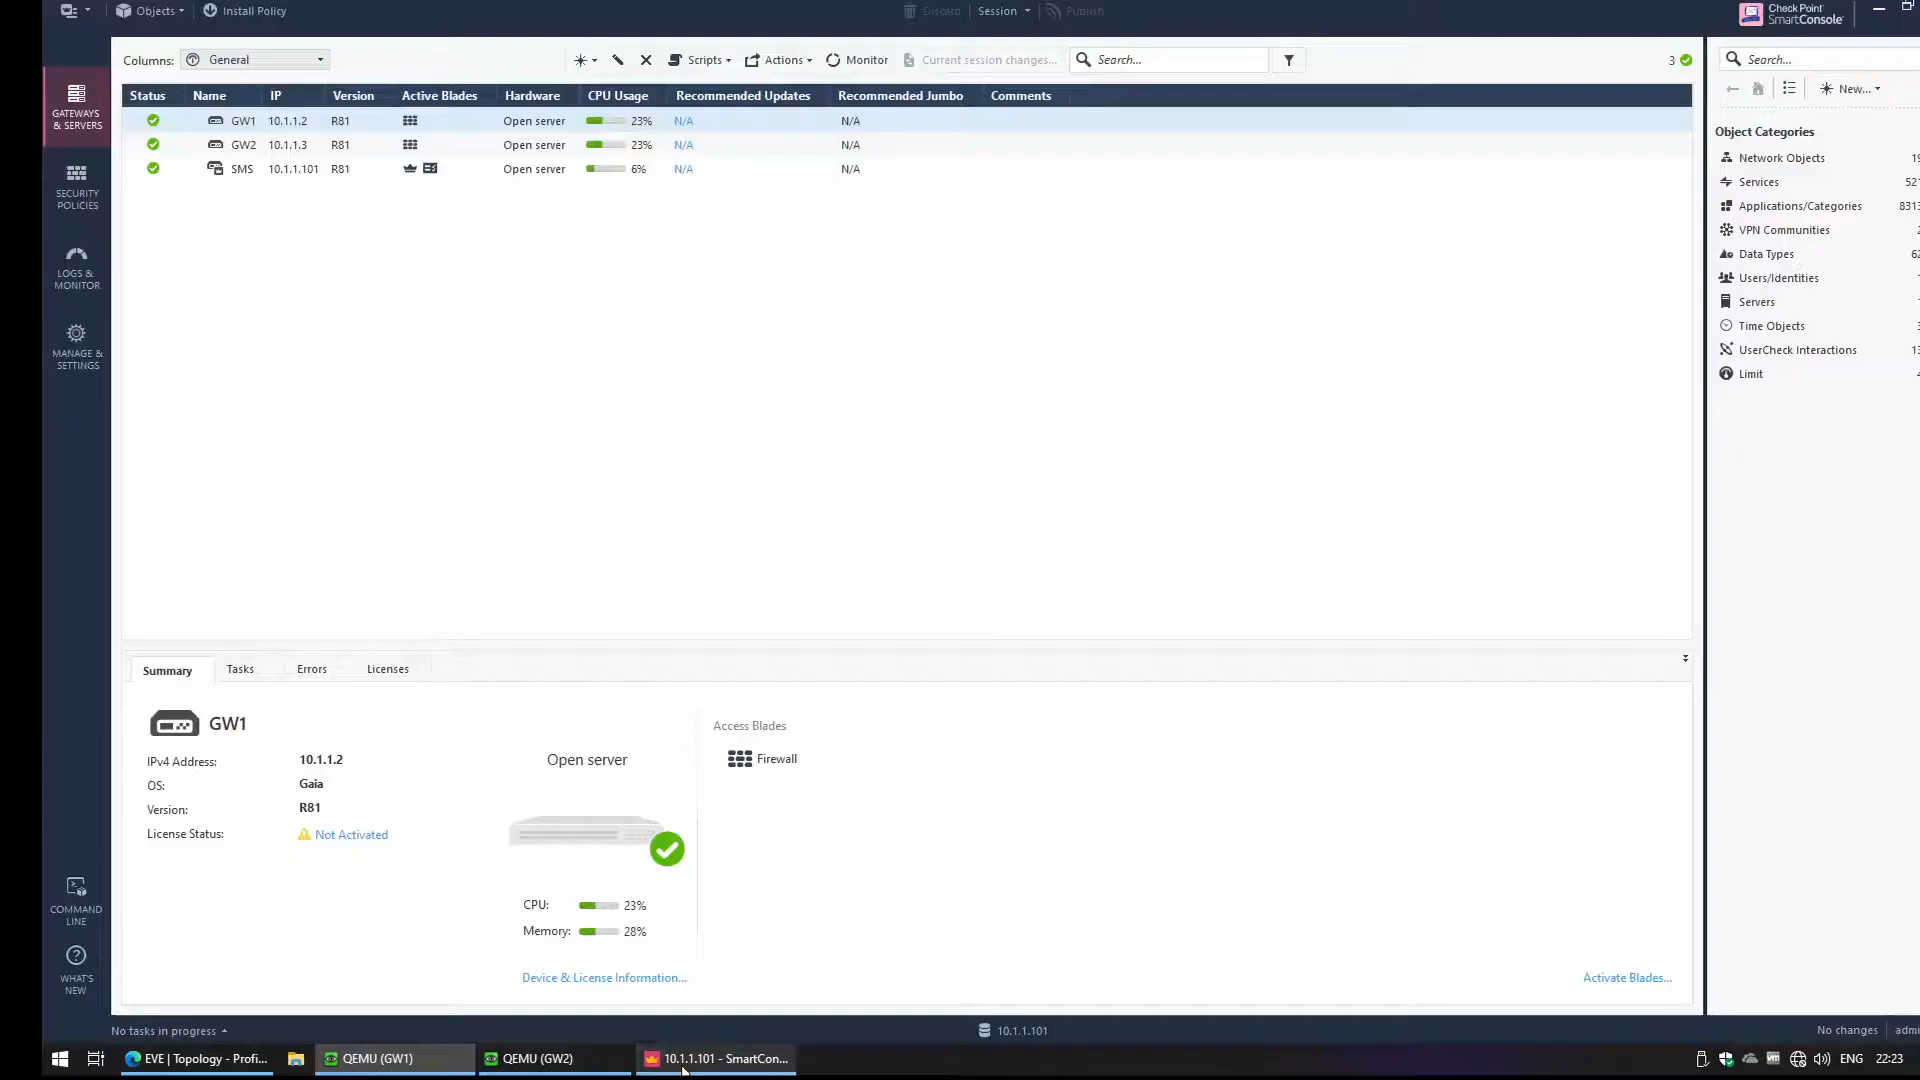 Objects
Install Policy
Discard
Session
Publish
Check Point
SmartConsole
Columns:
General
Scripts
Actions
Monitor
Current session changes...
Search...
3
Search...
New...
Status Name IP Version Active Blades Hardware CPU Usage Recommended Updates Recommended Jumbo Comments
GW1 10.1.1.2 R81 Open server 23% N/A N/A
GW2 10.1.1.3 R81 Open server 23% N/A N/A
SMS 10.1.1.101 R81 Open server 6% N/A N/A
GATEWAYS
& SERVERS
SECURITY
POLICIES
LOGS &
MONITOR
MANAGE &
SETTINGS
COMMAND
LINE
WHAT'S
NEW
Object Categories
Network Objects
Services
Applications/Categories
VPN Communities
Data Types
Users/Identities
Servers
Time Objects
UserCheck Interactions
Limit
Summary Tasks Errors Licenses
GW1
IPv4 Address: 10.1.1.2
OS: Gaia
Version: R81
License Status: Not Activated
Open server
CPU: 23%
Memory: 28%
Device & License Information...
Access Blades
Firewall
Activate Blades...
No tasks in progress
10.1.1.101
No changes
admi
EVE | Topology - Profi...
QEMU (GW1)
QEMU (GW2)
10.1.1.101 - SmartCon...
ENG
22:23